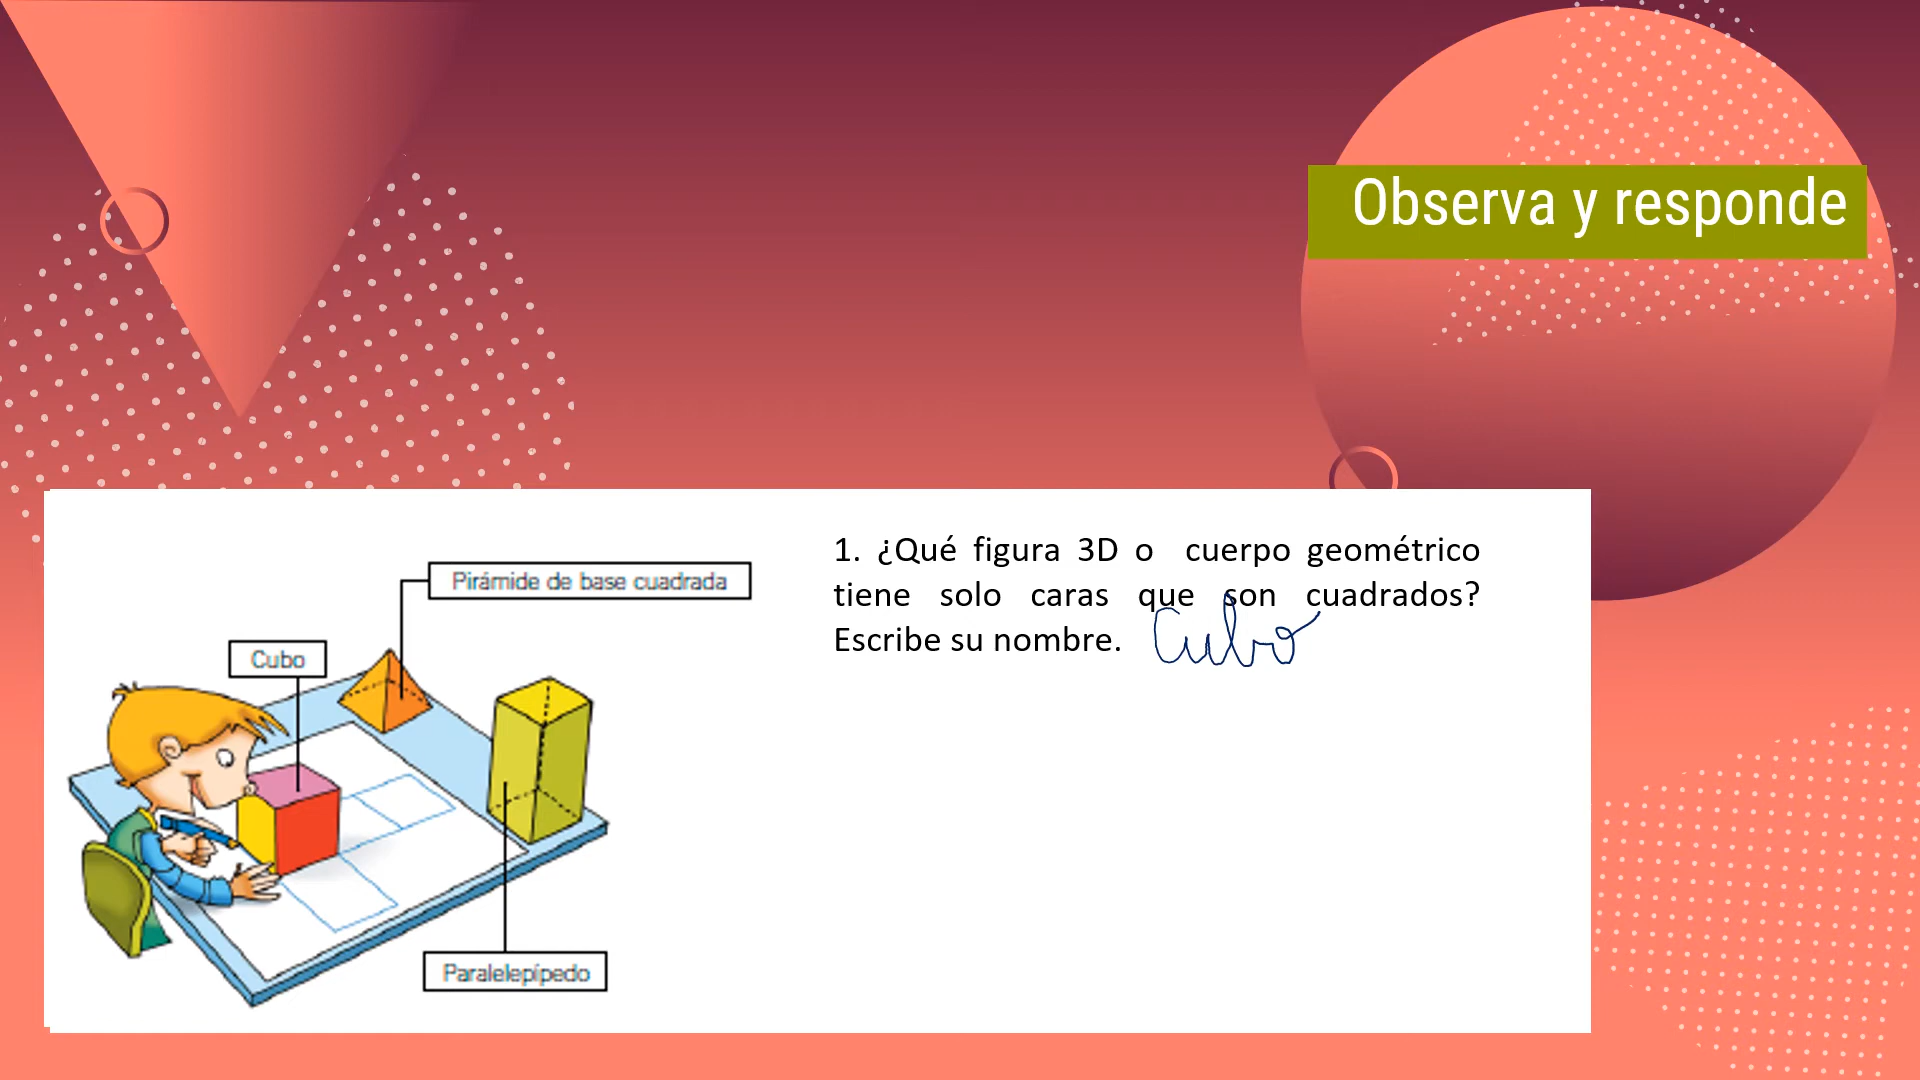 Observa y responde
1. ¿Qué figura 3D o cuerpo geométrico
tiene solo caras que son cuadrados?
Escribe su nombre. Cubo
Pirámide de base cuadrada
Cubo
Paralelepípedo